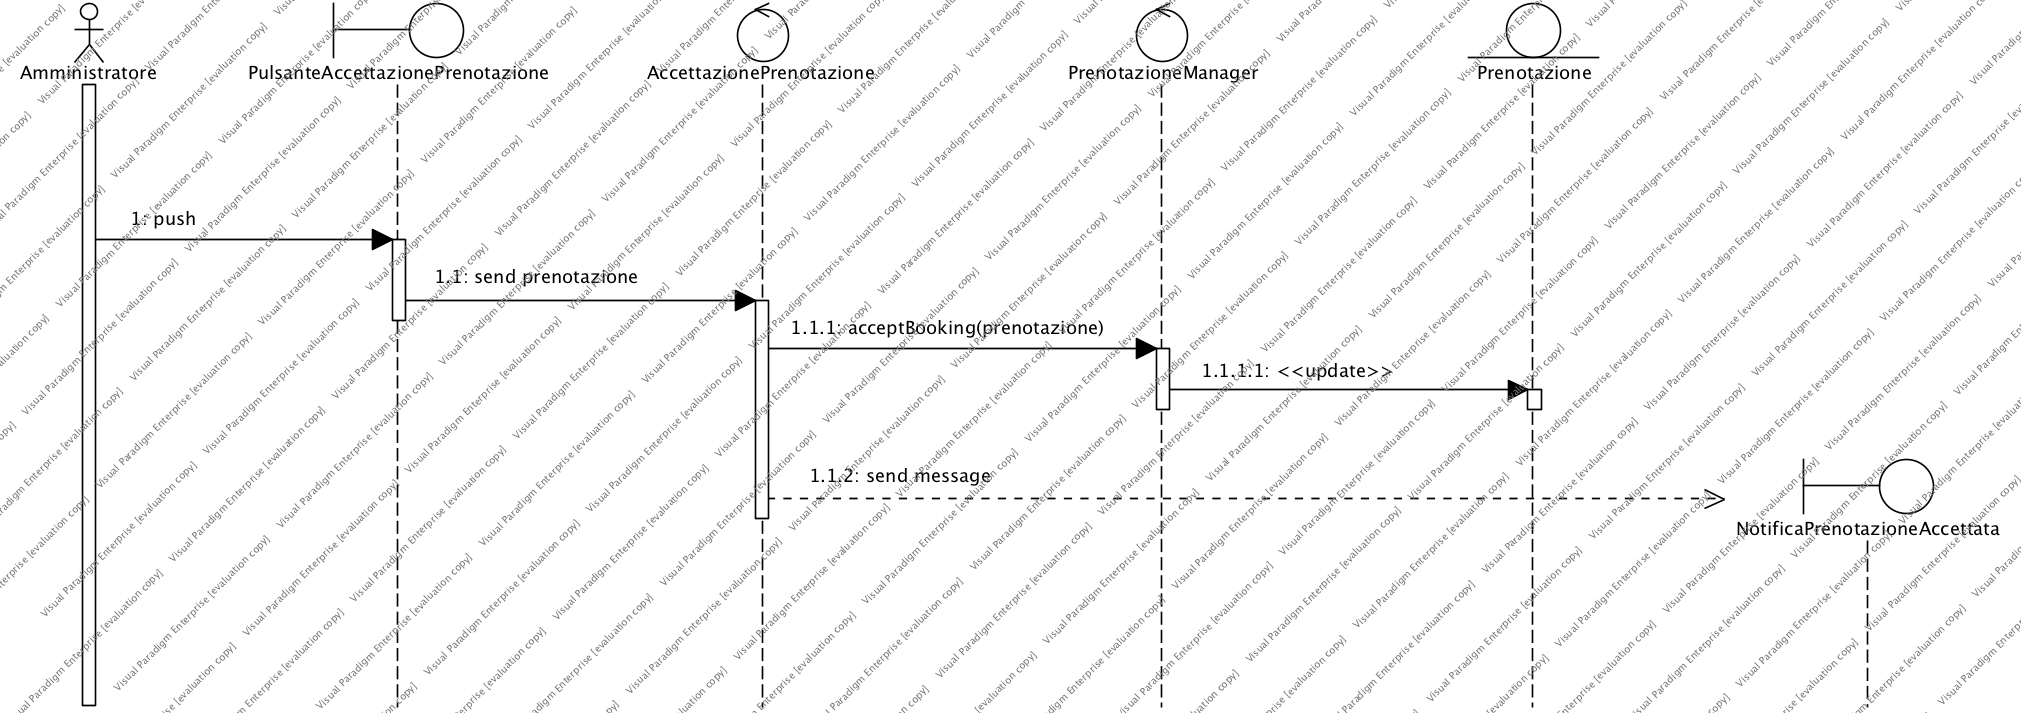 Amministratore
PulsanteAccettazionePrenotazione
AccettazionePrenotazione
PrenotazioneManager
Prenotazione
1: push
1.1: send prenotazione
1.1.1: acceptBooking(prenotazione)
1.1.1.1: <<update>>
1.1.2: send message
NotificaPrenotazioneAccettata
Visual Paradigm Enterprise [evaluation copy]